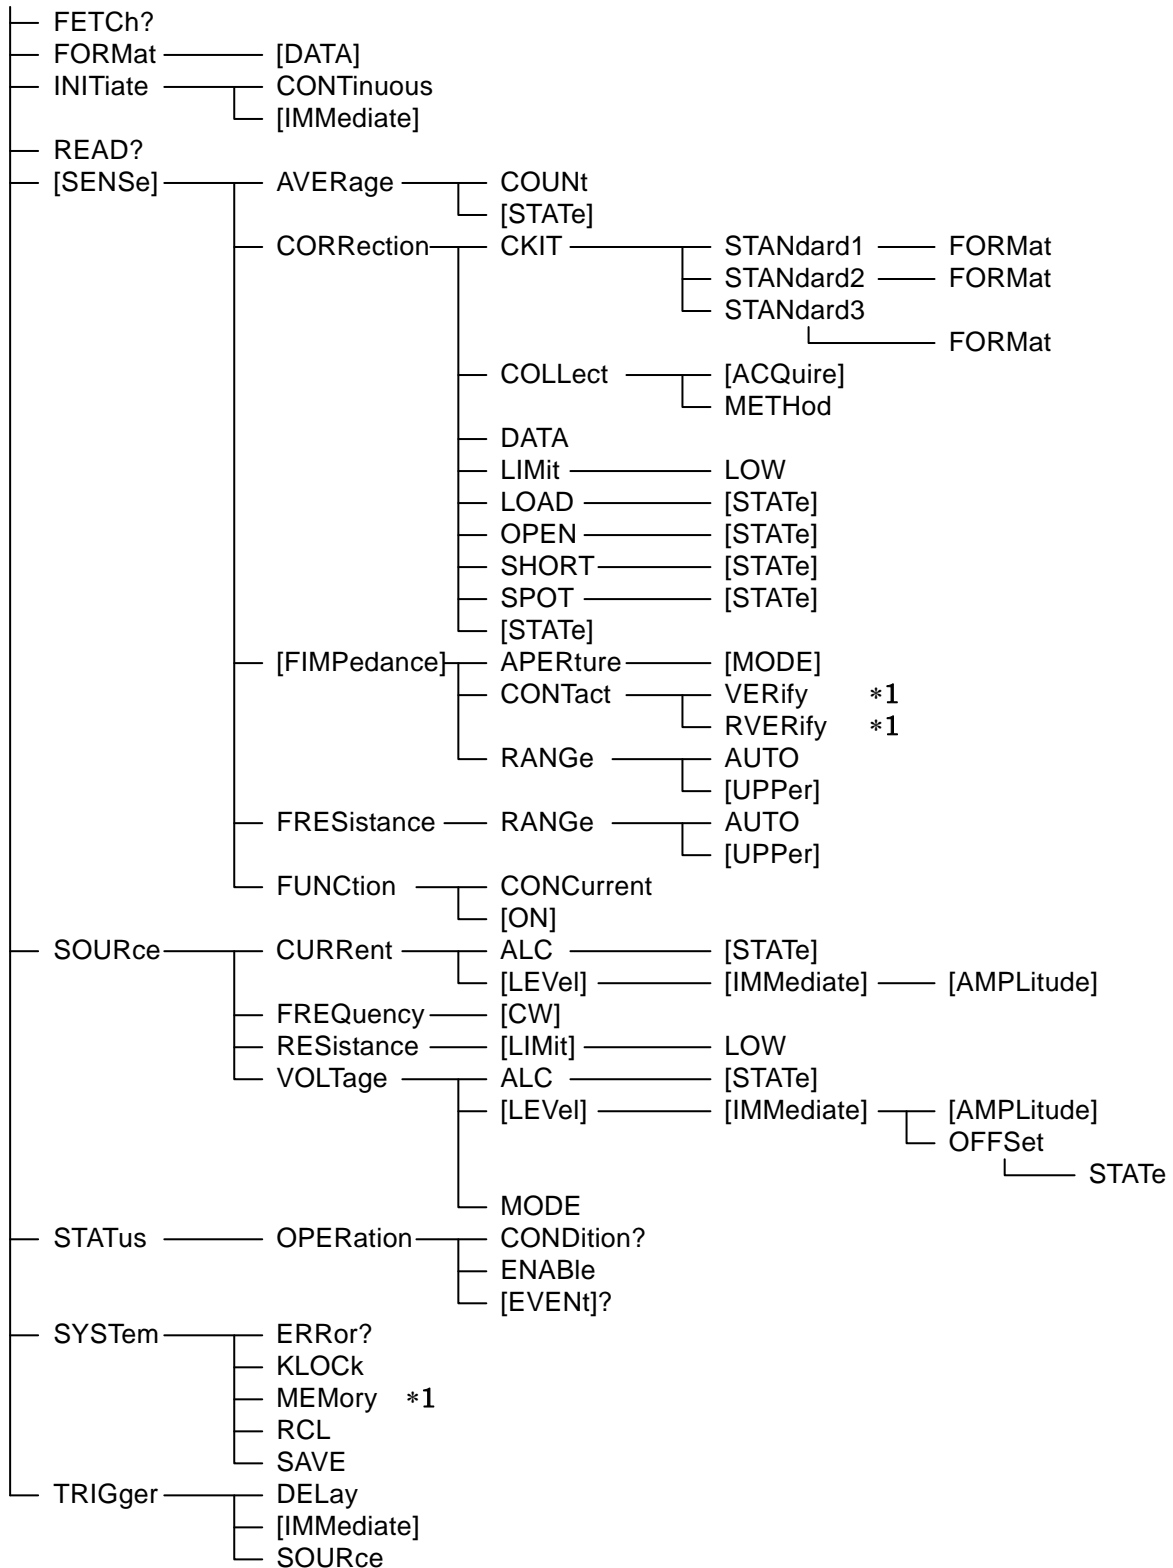 FETCh?
FORMat [DATA]
INITiate CONTinuous
[IMMediate]
READ?
[SENSe] AVERage COUNt
[STATe]
CORRection CKIT STANdard1 FORMat
STANdard2 FORMat
STANdard3
FORMat
COLLect [ACQuire]
METHod
DATA
LIMit LOW
LOAD [STATe]
OPEN [STATe]
SHORT [STATe]
SPOT [STATe]
[STATe]
[FIMPedance] APERture [MODE]
CONTact VERify *1
RVERify *1
RANGe AUTO
[UPPer]
FRESistance RANGe AUTO
[UPPer]
FUNCtion CONCurrent
[ON]
SOURce CURRent ALC [STATe]
[LEVel] [IMMediate] [AMPLitude]
FREQuency [CW]
RESistance [LIMit] LOW
VOLTage ALC [STATe]
[LEVel] [IMMediate] [AMPLitude]
OFFSet
STATe
MODE
STATus OPERation CONDition?
ENABle
[EVENt]?
SYSTem ERRor?
KLOCk
MEMory *1
RCL
SAVE
TRIGger DELay
[IMMediate]
SOURce